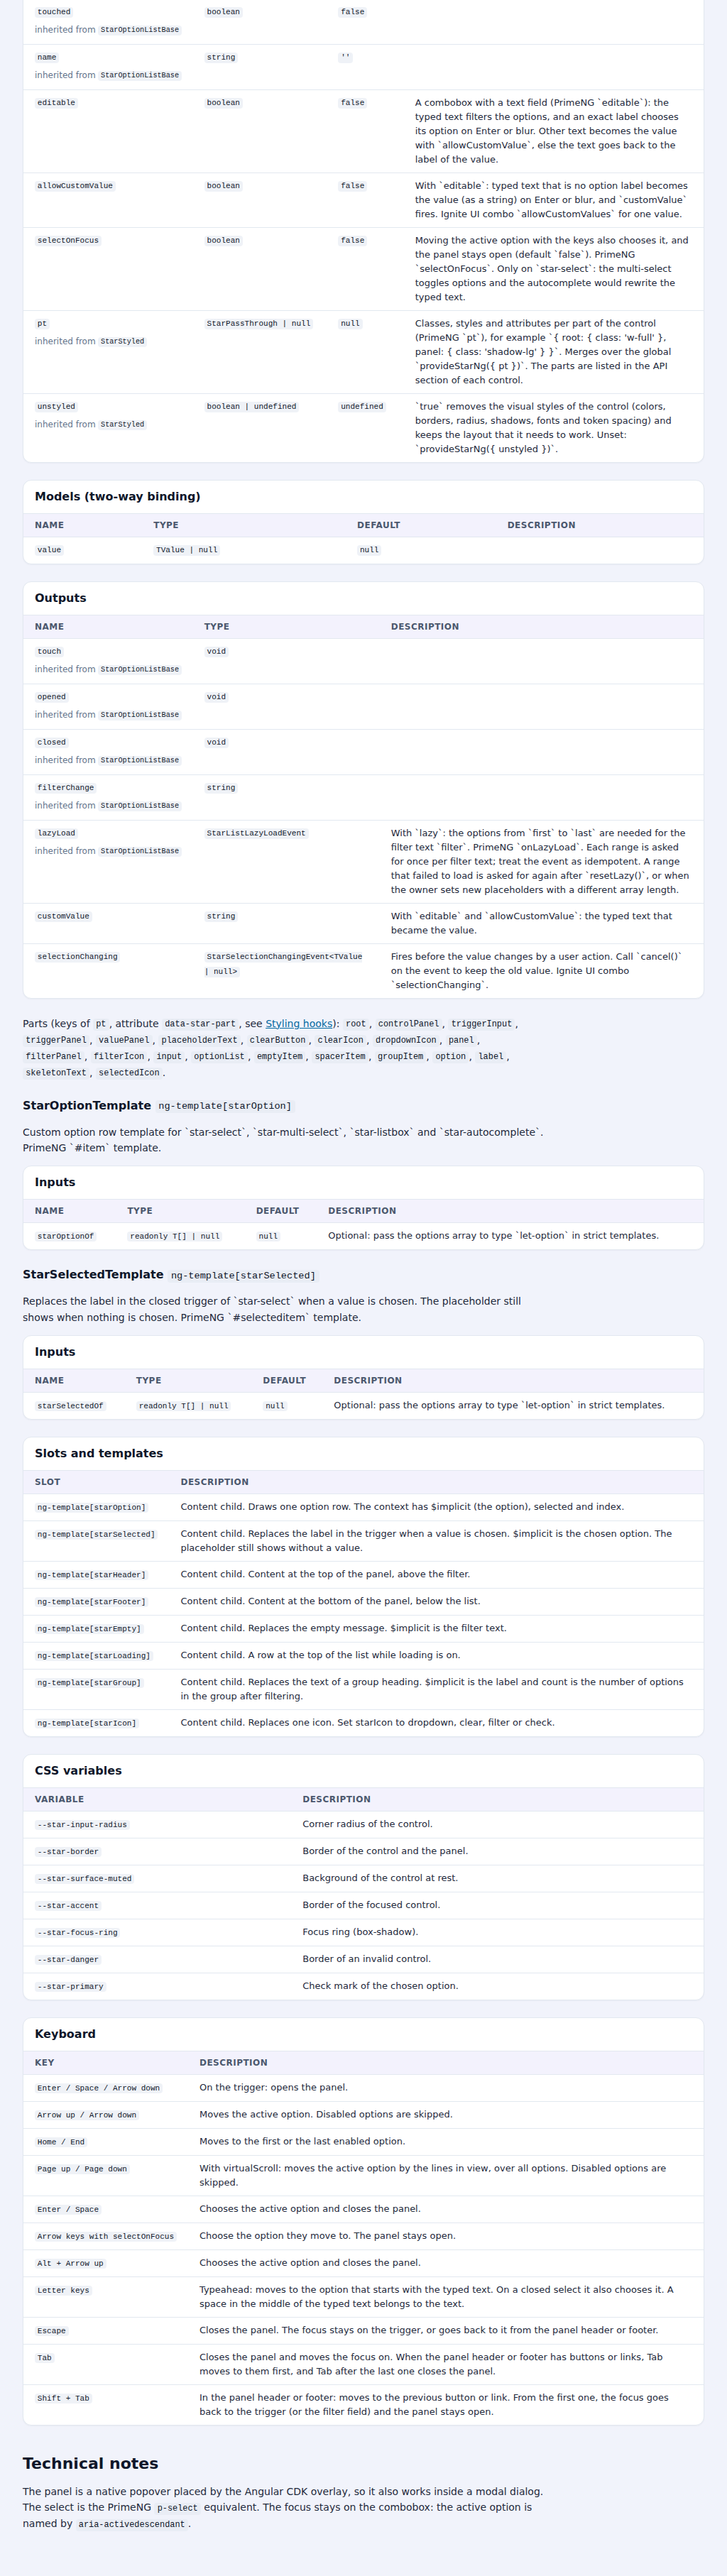 touched boolean false
inherited from StarOptionListBase
name string ''
inherited from StarOptionListBase
editable boolean false A combobox with a text field (PrimeNG `editable`): the
typed text filters the options, and an exact label chooses
its option on Enter or blur. Other text becomes the value
with `allowCustomValue`, else the text goes back to the
label of the value.
allowCustomValue boolean false With `editable`: typed text that is no option label becomes
the value (as a string) on Enter or blur, and `customValue`
fires. Ignite UI combo `allowCustomValues` for one value.
selectOnFocus boolean false Moving the active option with the keys also chooses it, and
the panel stays open (default `false`). PrimeNG
`selectOnFocus`. Only on `star-select`: the multi-select
toggles options and the autocomplete would rewrite the
typed text.
pt StarPassThrough | null null Classes, styles and attributes per part of the control
inherited from StarStyled (PrimeNG `pt`), for example `{ root: { class: 'w-full' },
panel: { class: 'shadow-lg' } }`. Merges over the global
`provideStarNg({ pt })`. The parts are listed in the API
section of each control.
unstyled boolean | undefined undefined `true` removes the visual styles of the control (colors,
inherited from StarStyled borders, radius, shadows, fonts and token spacing) and
keeps the layout that it needs to work. Unset:
`provideStarNg({ unstyled })`.
Models (two-way binding)
NAME TYPE DEFAULT DESCRIPTION
value TValue | null null
Outputs
NAME TYPE DESCRIPTION
touch void
inherited from StarOptionListBase
opened void
inherited from StarOptionListBase
closed void
inherited from StarOptionListBase
filterChange string
inherited from StarOptionListBase
lazyLoad StarListLazyLoadEvent With `lazy`: the options from `first` to `last` are needed for the
inherited from StarOptionListBase filter text `filter`. PrimeNG `onLazyLoad`. Each range is asked
for once per filter text; treat the event as idempotent. A range
that failed to load is asked for again after `resetLazy()`, or when
the owner sets new placeholders with a different array length.
customValue string With `editable` and `allowCustomValue`: the typed text that
became the value.
selectionChanging StarSelectionChangingEvent<TValue Fires before the value changes by a user action. Call `cancel()`
| null> on the event to keep the old value. Ignite UI combo
`selectionChanging`.
Parts (keys of pt, attribute data-star-part, see Styling hooks): root, controlPanel, triggerInput,
triggerPanel, valuePanel, placeholderText, clearButton, clearIcon, dropdownIcon, panel,
filterPanel, filterIcon, input, optionList, emptyItem, spacerItem, groupItem, option, label,
skeletonText, selectedIcon.
StarOptionTemplate ng-template[starOption]
Custom option row template for `star-select`, `star-multi-select`, `star-listbox` and `star-autocomplete`.
PrimeNG `#item` template.
Inputs
NAME TYPE DEFAULT DESCRIPTION
starOptionOf readonly T[] | null null Optional: pass the options array to type `let-option` in strict templates.
StarSelectedTemplate ng-template[starSelected]
Replaces the label in the closed trigger of `star-select` when a value is chosen. The placeholder still
shows when nothing is chosen. PrimeNG `#selecteditem` template.
Inputs
NAME TYPE DEFAULT DESCRIPTION
starSelectedOf readonly T[] | null null Optional: pass the options array to type `let-option` in strict templates.
Slots and templates
SLOT DESCRIPTION
ng-template[starOption] Content child. Draws one option row. The context has $implicit (the option), selected and index.
ng-template[starSelected] Content child. Replaces the label in the trigger when a value is chosen. $implicit is the chosen option. The
placeholder still shows without a value.
ng-template[starHeader] Content child. Content at the top of the panel, above the filter.
ng-template[starFooter] Content child. Content at the bottom of the panel, below the list.
ng-template[starEmpty] Content child. Replaces the empty message. $implicit is the filter text.
ng-template[starLoading] Content child. A row at the top of the list while loading is on.
ng-template[starGroup] Content child. Replaces the text of a group heading. $implicit is the label and count is the number of options
in the group after filtering.
ng-template[starIcon] Content child. Replaces one icon. Set starIcon to dropdown, clear, filter or check.
CSS variables
VARIABLE DESCRIPTION
--star-input-radius Corner radius of the control.
--star-border Border of the control and the panel.
--star-surface-muted Background of the control at rest.
--star-accent Border of the focused control.
--star-focus-ring Focus ring (box-shadow).
--star-danger Border of an invalid control.
--star-primary Check mark of the chosen option.
Keyboard
KEY DESCRIPTION
Enter / Space / Arrow down On the trigger: opens the panel.
Arrow up / Arrow down Moves the active option. Disabled options are skipped.
Home / End Moves to the first or the last enabled option.
Page up / Page down With virtualScroll: moves the active option by the lines in view, over all options. Disabled options are
skipped.
Enter / Space Chooses the active option and closes the panel.
Arrow keys with selectOnFocus Choose the option they move to. The panel stays open.
Alt + Arrow up Chooses the active option and closes the panel.
Letter keys Typeahead: moves to the option that starts with the typed text. On a closed select it also chooses it. A
space in the middle of the typed text belongs to the text.
Escape Closes the panel. The focus stays on the trigger, or goes back to it from the panel header or footer.
Tab Closes the panel and moves the focus on. When the panel header or footer has buttons or links, Tab
moves to them first, and Tab after the last one closes the panel.
Shift + Tab In the panel header or footer: moves to the previous button or link. From the first one, the focus goes
back to the trigger (or the filter field) and the panel stays open.
Technical notes
The panel is a native popover placed by the Angular CDK overlay, so it also works inside a modal dialog.
The select is the PrimeNG p-select equivalent. The focus stays on the combobox: the active option is
named by aria-activedescendant.